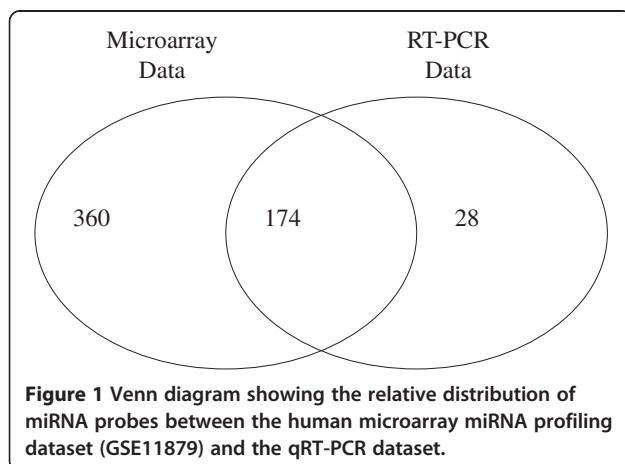 Microarray Data
RT-PCR Data
360
174
28
Figure 1 Venn diagram showing the relative distribution of
miRNA probes between the human microarray miRNA profiling
dataset (GSE11879) and the qRT-PCR dataset.